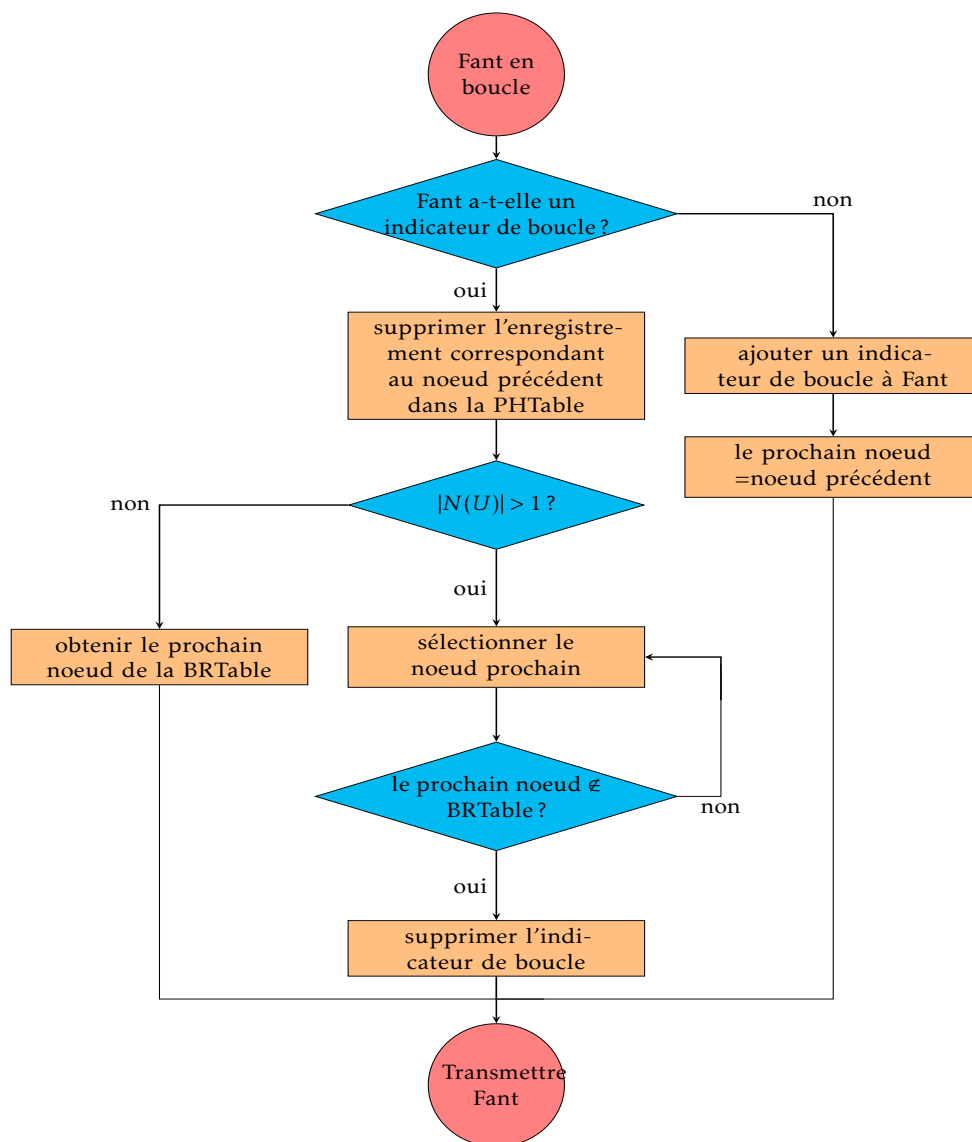 Fant en
boucle
Fant a-t-elle un
indicateur de boucle ?
non
oui
supprimer l'enregistre-
ment correspondant
au noeud précédent
dans la PHTable
ajouter un indica-
teur de boucle à Fant
le prochain noeud
=noeud précédent
|N(U)| > 1 ?
non
oui
obtenir le prochain
noeud de la BRTable
sélectionner le
noeud prochain
le prochain noeud ∉
BRTable ?
non
oui
supprimer l'indi-
cateur de boucle
Transmettre
Fant